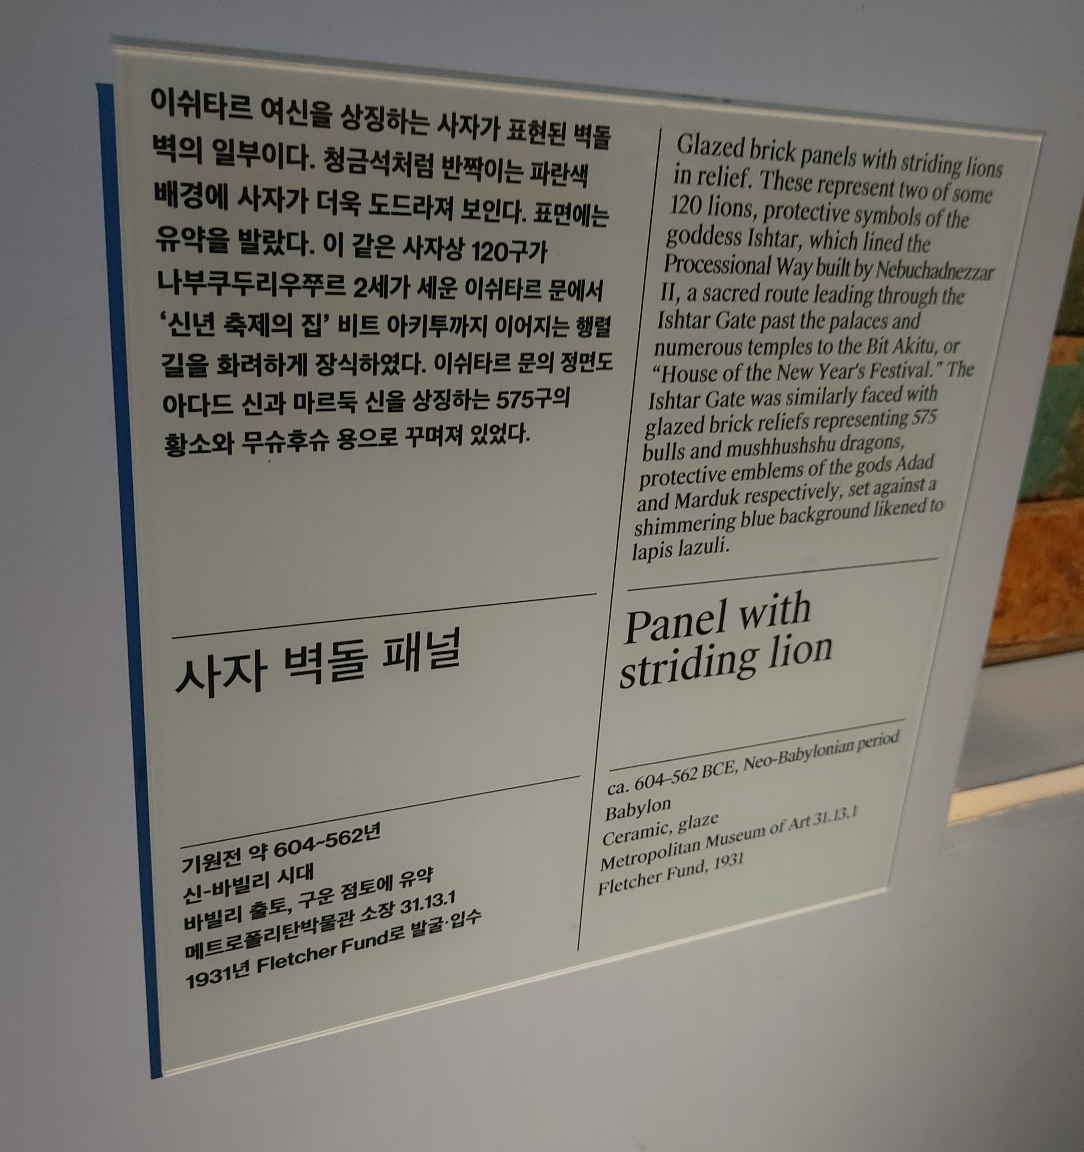 이쉬타르 여신을 상징하는 사자가 표현된 벽돌
벽의 일부이다. 청금석처럼 반짝이는 파란색
배경에 사자가 더욱 도드라져 보인다. 표면에는
유약을 발랐다. 이 같은 사자상 120구가
나부쿠두리우쭈르 2세가 세운 이쉬타르 문에서
‘신년 축제의 집’ 비트 아키투까지 이어지는 행렬
길을 화려하게 장식하였다. 이쉬타르 문의 정면도
아다드 신과 마르둑 신을 상징하는 575구의
황소와 무슈후슈 용으로 꾸며져 있었다.
사자 벽돌 패널
기원전 약 604~562년
신-바빌리 시대
바빌리 출토, 구운 점토에 유약
메트로폴리탄박물관 소장 31.13.1
1931년 Fletcher Fund로 발굴·입수
Glazed brick panels with striding lions
in relief. These represent two of some
120 lions, protective symbols of the
goddess Ishtar, which lined the
Processional Way built by Nebuchadnezzar
II, a sacred route leading through the
Ishtar Gate past the palaces and
numerous temples to the Bit Akitu, or
“House of the New Year's Festival.” The
Ishtar Gate was similarly faced with
glazed brick reliefs representing 575
bulls and mushhushshu dragons,
protective emblems of the gods Adad
and Marduk respectively, set against a
shimmering blue background likened to
lapis lazuli.
Panel with
striding lion
ca. 604–562 BCE, Neo-Babylonian period
Babylon
Ceramic, glaze
Metropolitan Museum of Art 31.13.1
Fletcher Fund, 1931